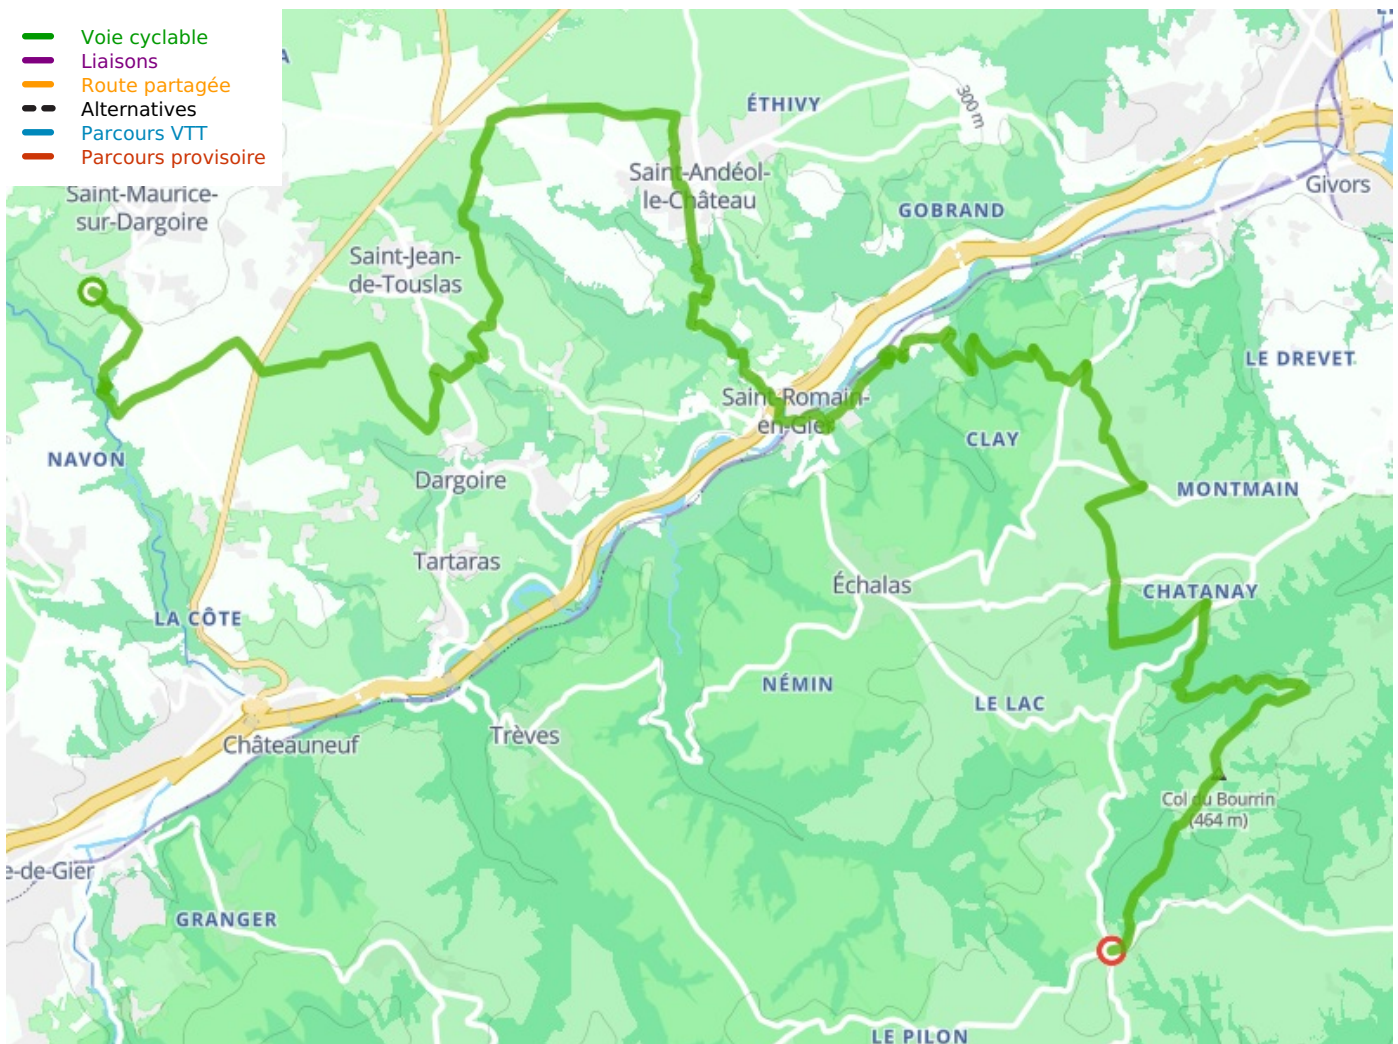 Voie cyclable
Liaisons
Route partagée
Alternatives
Parcours VTT
Parcours provisoire
A
ÉTHIVY
300 m
Saint-Maurice-
sur-Dargoire
Saint-Andéol-
le-Château
Givors
GOBRAND
Saint-Jean-
de-Touslas
LE DREVET
Saint-Romain-
en-Gier
CLAY
NAVON
Dargoire
MONTMAIN
Tartaras
Échalas
CHATANAY
LA CÔTE
NÉMIN
LE LAC
Trèves
Châteauneuf
Col du Bourrin
(464 m)
e-de-Gier
GRANGER
LE PILON